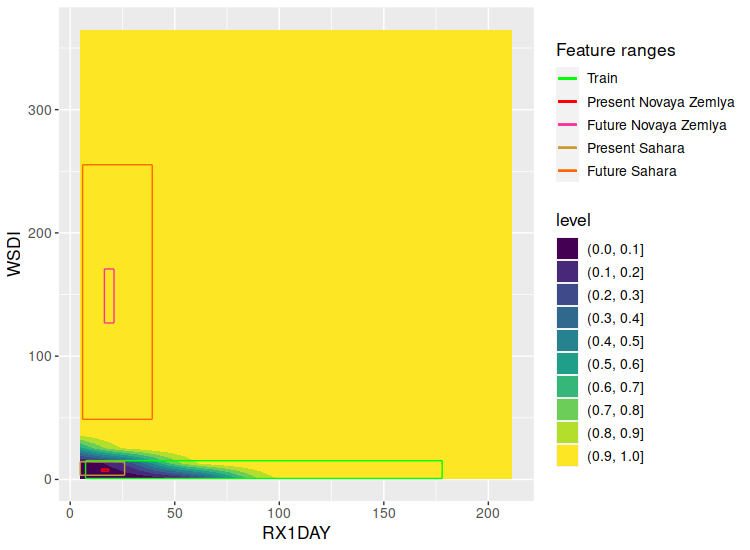 300
200
100
0
WSDI
0
50
100
150
200
RX1DAY
Feature ranges
Train
Present Novaya Zemlya
Future Novaya Zemlya
Present Sahara
Future Sahara
level
(0.0, 0.1]
(0.1, 0.2]
(0.2, 0.3]
(0.3, 0.4]
(0.4, 0.5]
(0.5, 0.6]
(0.6, 0.7]
(0.7, 0.8]
(0.8, 0.9]
(0.9, 1.0]